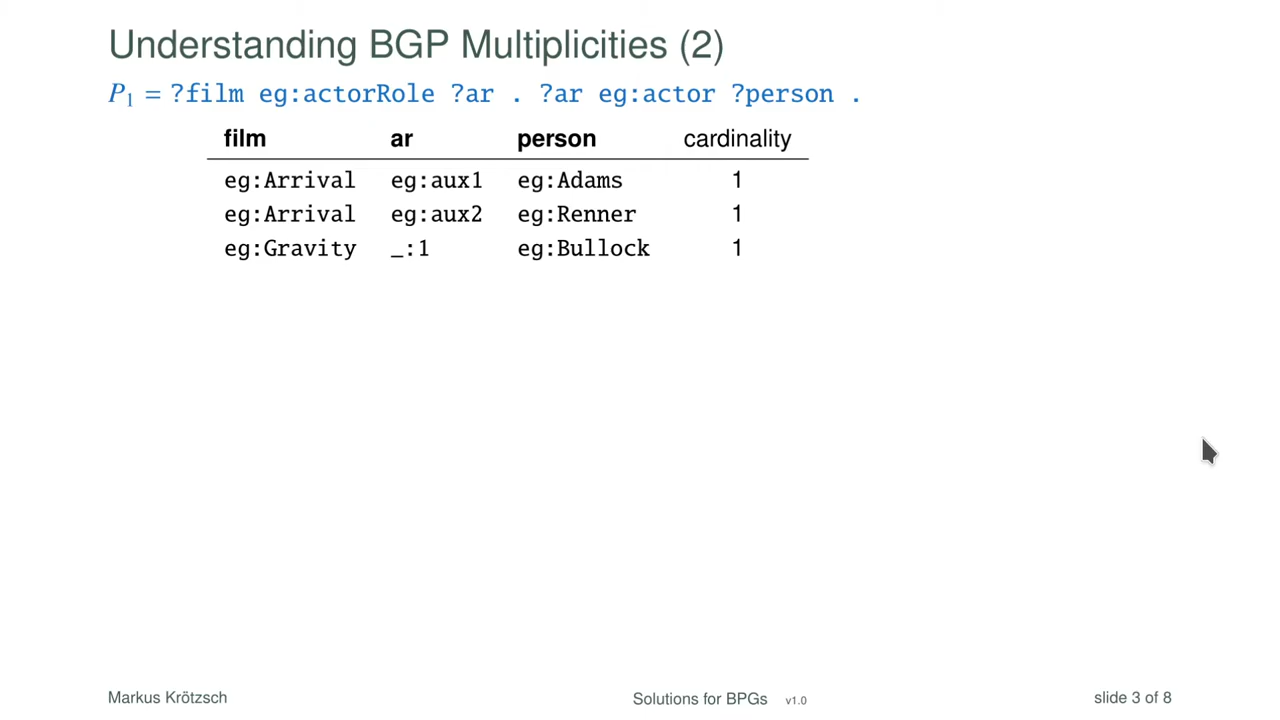 Understanding BGP Multiplicities (2)
P1 = ?film eg:actorRole ?ar . ?ar eg:actor ?person .
film ar person cardinality
eg:Arrival eg:aux1 eg:Adams 1
eg:Arrival eg:aux2 eg:Renner 1
eg:Gravity _:1 eg:Bullock 1
Markus Krötzsch Solutions for BPGs v1.0 slide 3 of 8